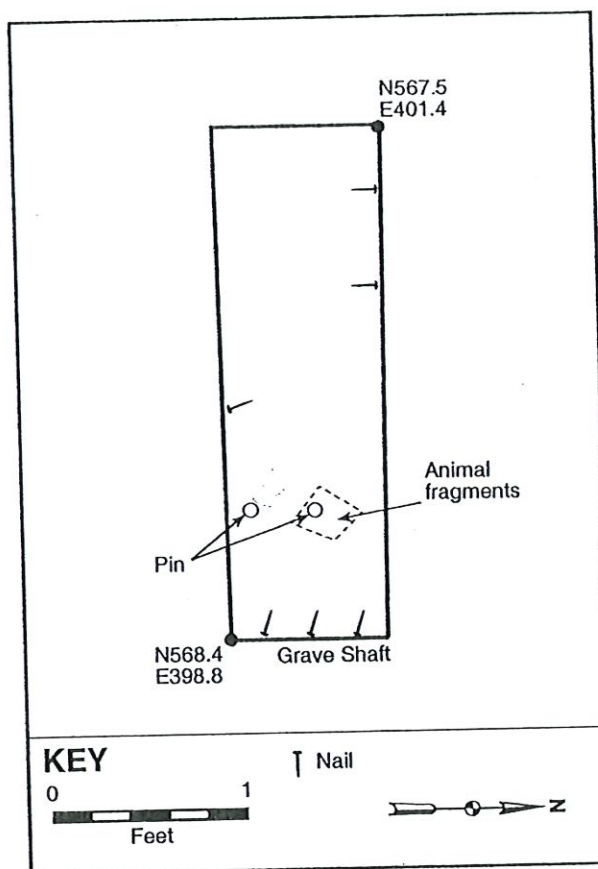 N567.5
E401.4
Animal
fragments
Pin
N568.4
E398.8
Grave Shaft
KEY
Nail
0 1
Feet
N